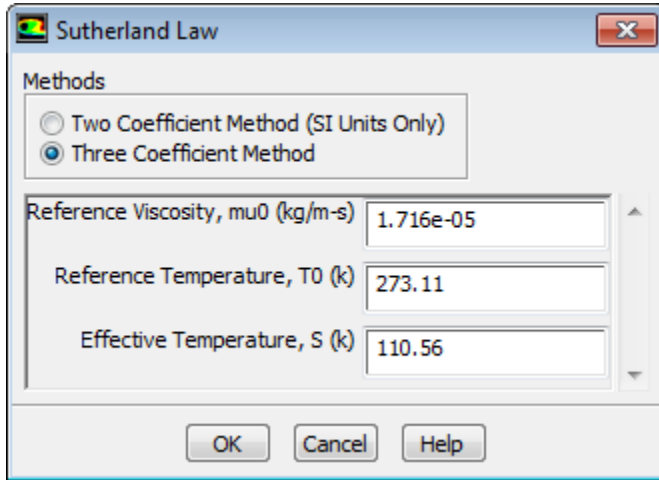 Sutherland Law
Methods
Two Coefficient Method (SI Units Only)
Three Coefficient Method
Reference Viscosity, mu0 (kg/m-s) 1.716e-05
Reference Temperature, T0 (k) 273.11
Effective Temperature, S (k) 110.56
OK Cancel Help